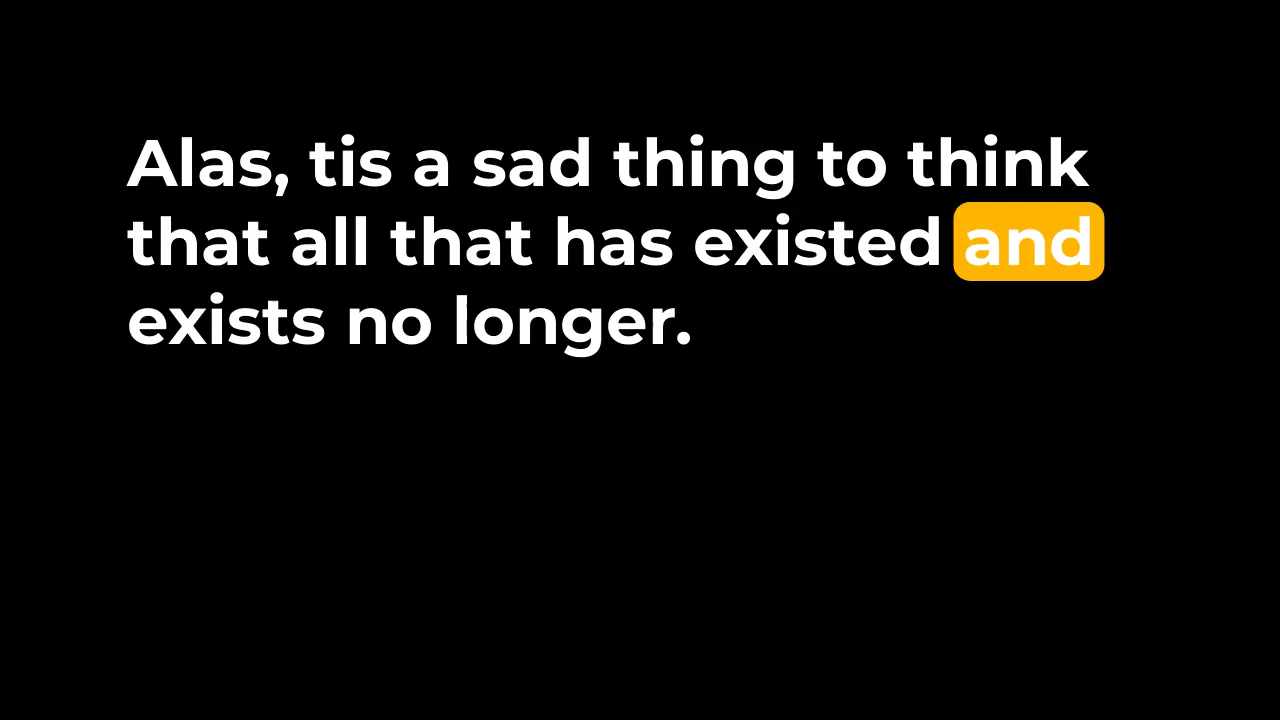 Alas, tis a sad thing to think
that all that has existed and
exists no longer.